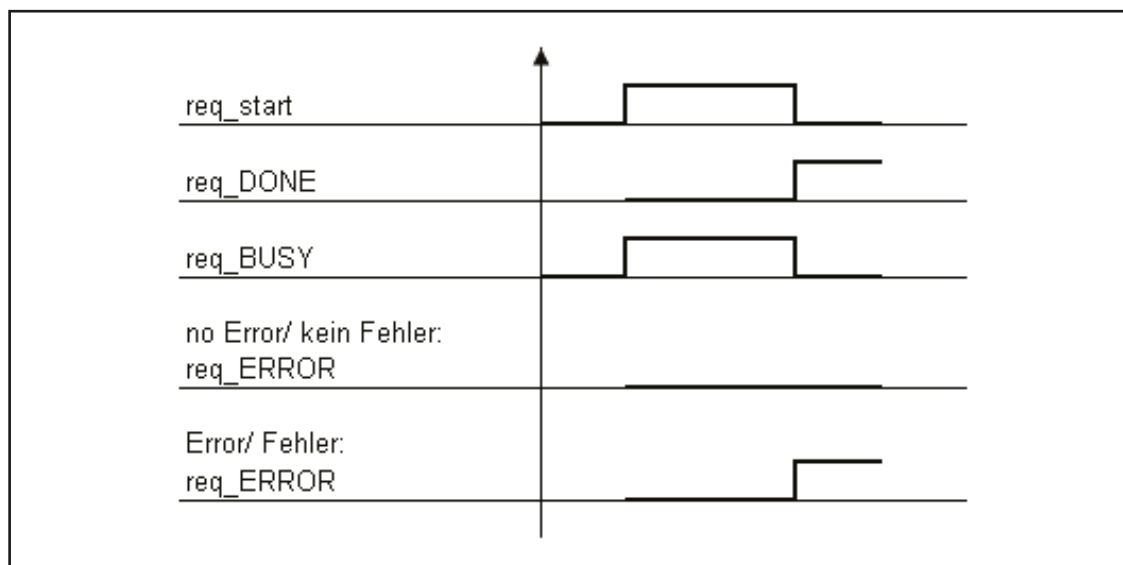 req_start
req_DONE
req_BUSY
no Error/ kein Fehler:
req_ERROR
Error/ Fehler:
req_ERROR